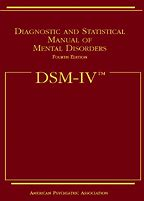 DIAGNOSTIC AND STATISTICAL
MANUAL OF
MENTAL DISORDERS
FOURTH EDITION
DSM-IV™
AMERICAN PSYCHIATRIC ASSOCIATION